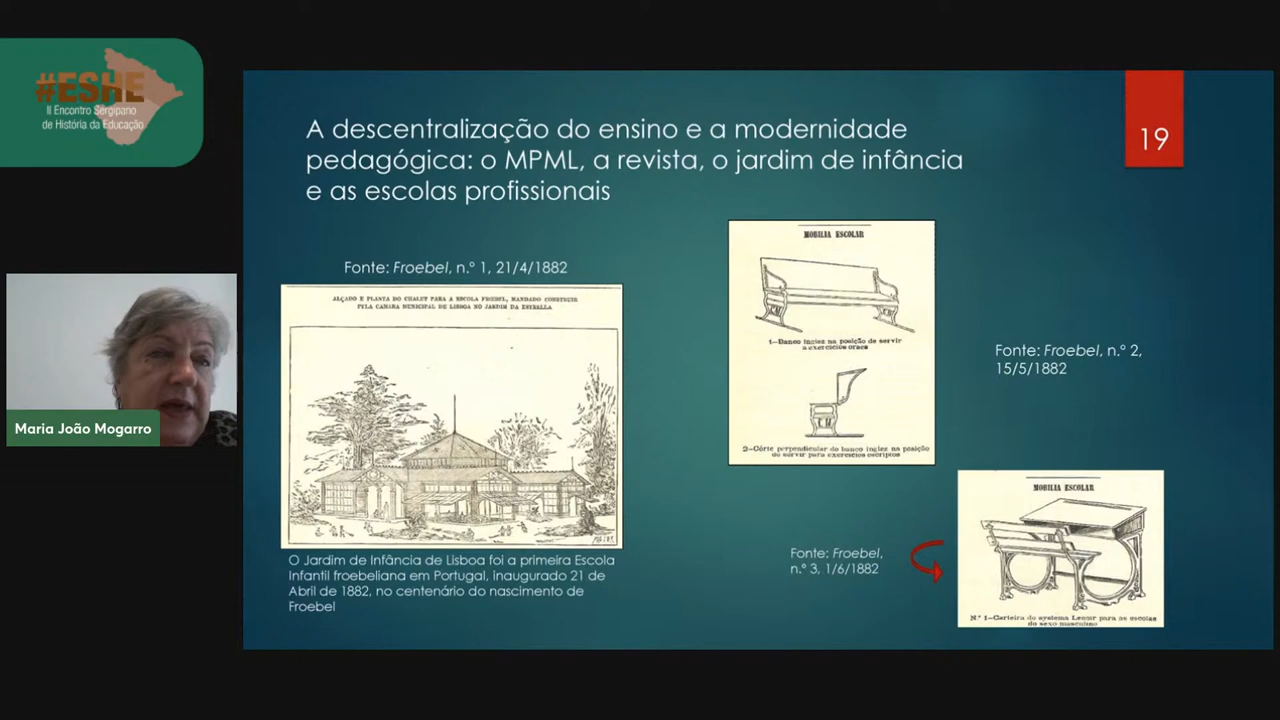 #ESHE
II Encontro Sergipano
de História da Educação
Maria João Mogarro
A descentralização do ensino e a modernidade
pedagógica: o MPML, a revista, o jardim de infância
e as escolas profissionais
19
Fonte: Froebel, n.º 1, 21/4/1882
ALÇADO E PLANTA DO CHALET PARA A ESCOLA FROEBEL, MANDADO CONSTRUIR
PELA CAMARA MUNICIPAL DE LISBOA NO JARDIM DA ESTRELLA
O Jardim de Infância de Lisboa foi a primeira Escola
Infantil froebeliana em Portugal, inaugurado 21 de
Abril de 1882, no centenário do nascimento de
Froebel
MOBILIA ESCOLAR
1—Banco inglez na posição de servir
a exercicios oraes
2—Córte perpendicular do banco inglez na posição
de servir para exercicios escriptos
Fonte: Froebel, n.º 2,
15/5/1882
Fonte: Froebel,
n.º 3, 1/6/1882
MOBILIA ESCOLAR
N.º 1—Carteira do systema Lenoir para as escolas
do sexo masculino